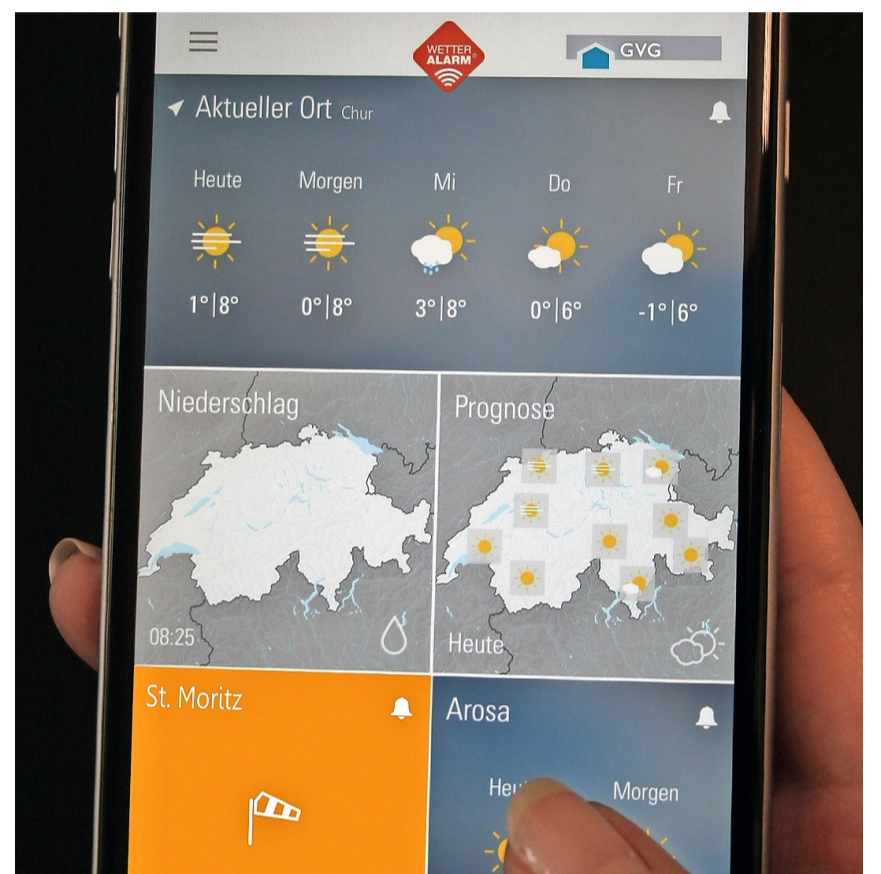 WETTER
ALARM
GVG
Aktueller Ort Chur
Heute Morgen Mi Do Fr
1°|8° 0°|8° 3°|8° 0°|6° -1°|6°
Niederschlag Prognose
08:25 Heute
St. Moritz Arosa
Morgen